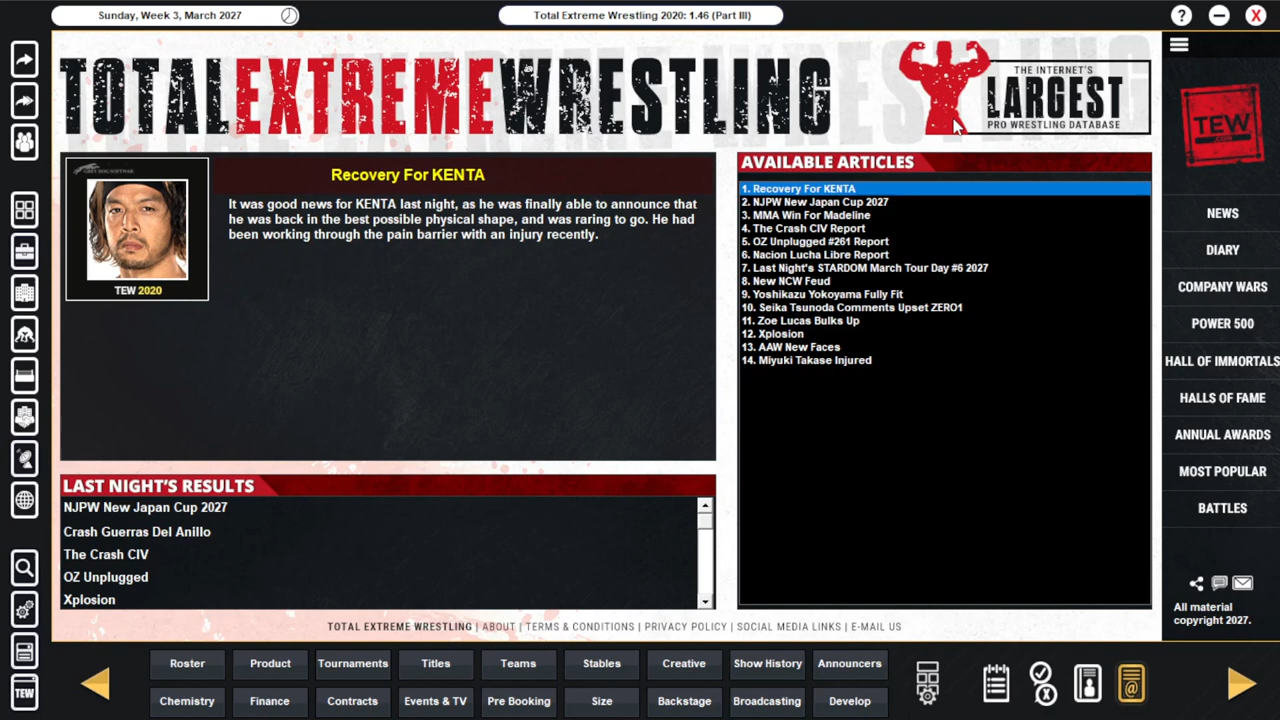 Sunday, Week 3, March 2027
Total Extreme Wrestling 2020: 1.46 (Part III)
?
X
TOTALEXTREMEWRESTLING
THE INTERNET'S
LARGEST
PRO WRESTLING DATABASE
TEW
.COM
Recovery For KENTA
It was good news for KENTA last night, as he was finally able to announce that
he was back in the best possible physical shape, and was raring to go. He had
been working through the pain barrier with an injury recently.
TEW 2020
AVAILABLE ARTICLES
1. Recovery For KENTA
2. NJPW New Japan Cup 2027
3. MMA Win For Madeline
4. The Crash CIV Report
5. OZ Unplugged #261 Report
6. Nacion Lucha Libre Report
7. Last Night's STARDOM March Tour Day #6 2027
8. New NCW Feud
9. Yoshikazu Yokoyama Fully Fit
10. Seika Tsunoda Comments Upset ZERO1
11. Zoe Lucas Bulks Up
12. Xplosion
13. AAW New Faces
14. Miyuki Takase Injured
NEWS
DIARY
COMPANY WARS
POWER 500
HALL OF IMMORTALS
HALLS OF FAME
ANNUAL AWARDS
MOST POPULAR
BATTLES
LAST NIGHT'S RESULTS
NJPW New Japan Cup 2027
Crash Guerras Del Anillo
The Crash CIV
OZ Unplugged
Xplosion
All material
copyright 2027.
TOTAL EXTREME WRESTLING | ABOUT | TERMS & CONDITIONS | PRIVACY POLICY | SOCIAL MEDIA LINKS | E-MAIL US
TEW
Roster
Product
Tournaments
Titles
Teams
Stables
Creative
Show History
Announcers
Chemistry
Finance
Contracts
Events & TV
Pre Booking
Size
Backstage
Broadcasting
Develop